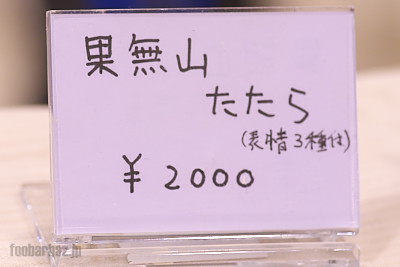 果無山
たたら
(表情3種付)
¥2000
foobarbaz.jp